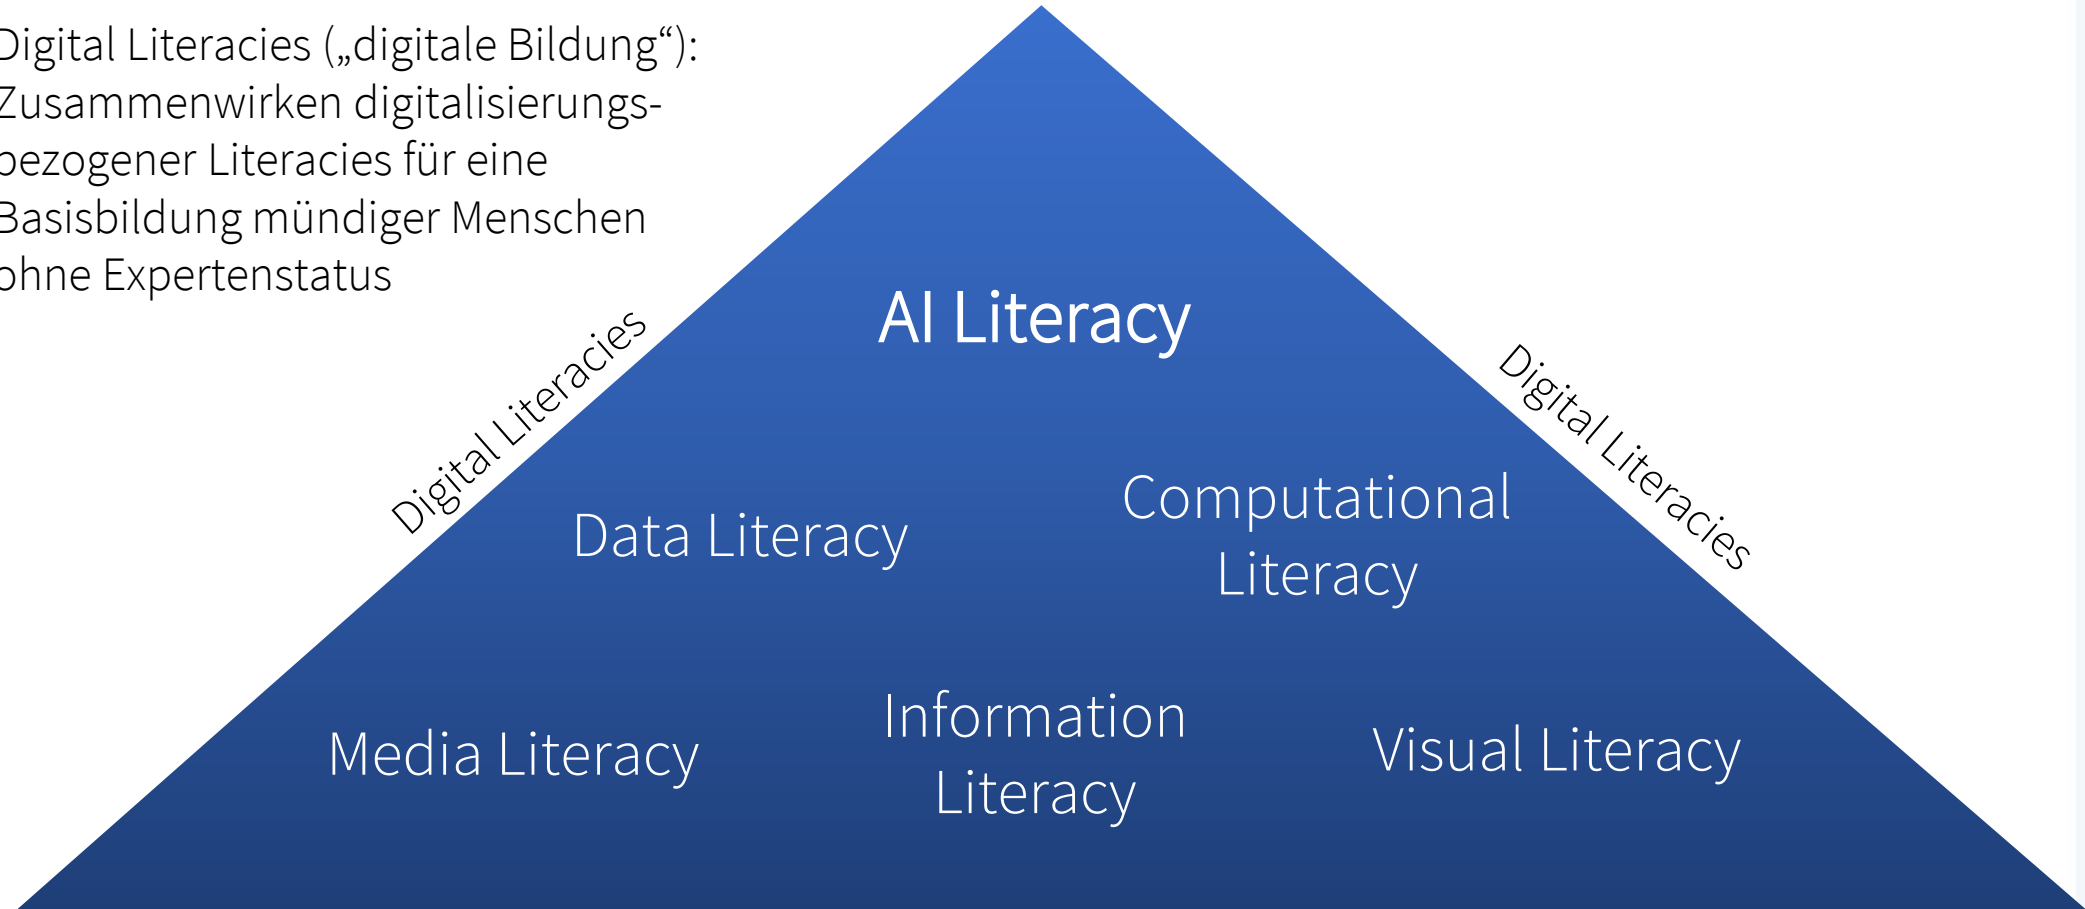 Digital Literacies („digitale Bildung“):
Zusammenwirken digitalisierungs-
bezogener Literacies für eine
Basisbildung mündiger Menschen
ohne Expertenstatus
AI Literacy
Digital Literacies
Digital Literacies
Data Literacy
Computational
Literacy
Media Literacy
Information
Literacy
Visual Literacy